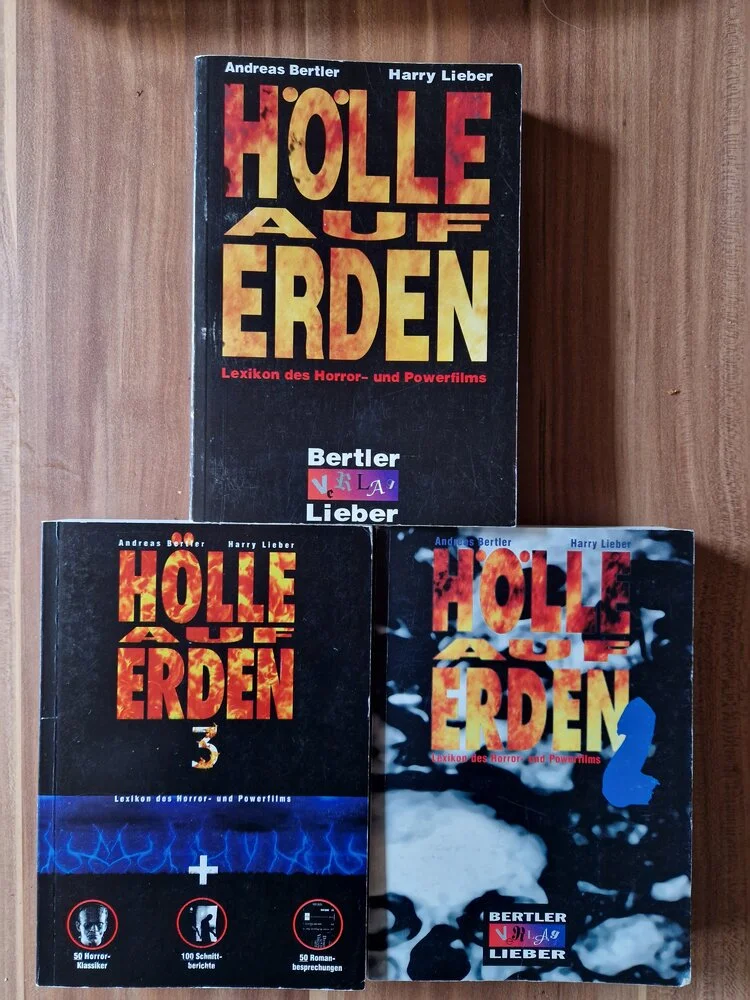 Andreas Bertler Harry Lieber
HÖLLE
AUF
ERDEN
Lexikon des Horror- und Powerfilms
Bertler
VeRLAg
Lieber
Andreas Bertler Harry Lieber
HÖLLE
AUF
ERDEN
3
Lexikon des Horror- und Powerfilms
+
50 Horror-
Klassiker
100 Schnitt-
berichte
50 Roman-
besprechungen
Andreas Bertler Harry Lieber
HÖLLE
AUF
ERDEN
2
Lexikon des Horror- und Powerfilms
BERTLER
VeRLAg
LIEBER